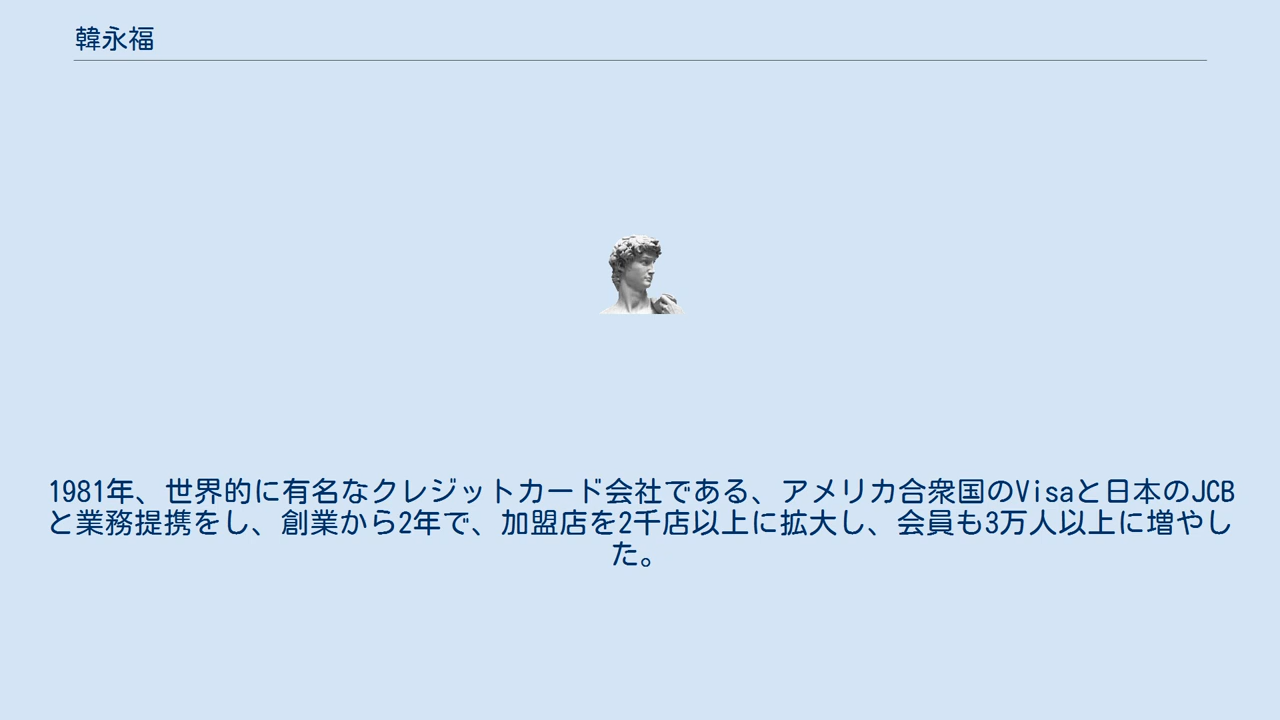 韓永福
1981年、世界的に有名なクレジットカード会社である、アメリカ合衆国のVisaと日本のJCB
と業務提携をし、創業から2年で、加盟店を2千店以上に拡大し、会員も3万人以上に増やし
た。